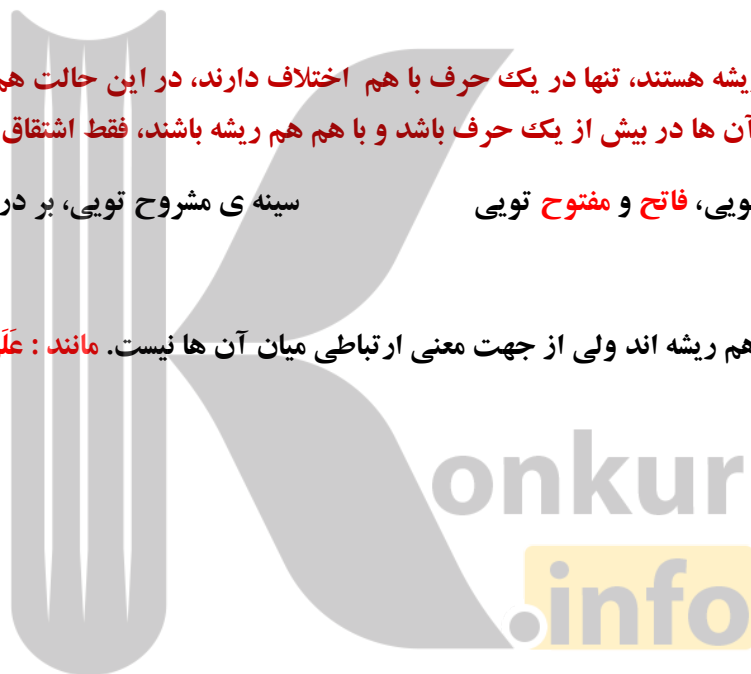 یشه هستند، تنها در یک حرف با هم اختلاف دارند، در این حالت هم
آن ها در بیش از یک حرف باشد و با هم هم ریشه باشند، فقط اشتقاق
ویی، فاتح و مفتوح تویی سینه ی مشروح تویی، بر در
هم ریشه اند ولی از جهت معنی ارتباطی میان آن ها نیست. مانند : عَلَ
onkur
.info